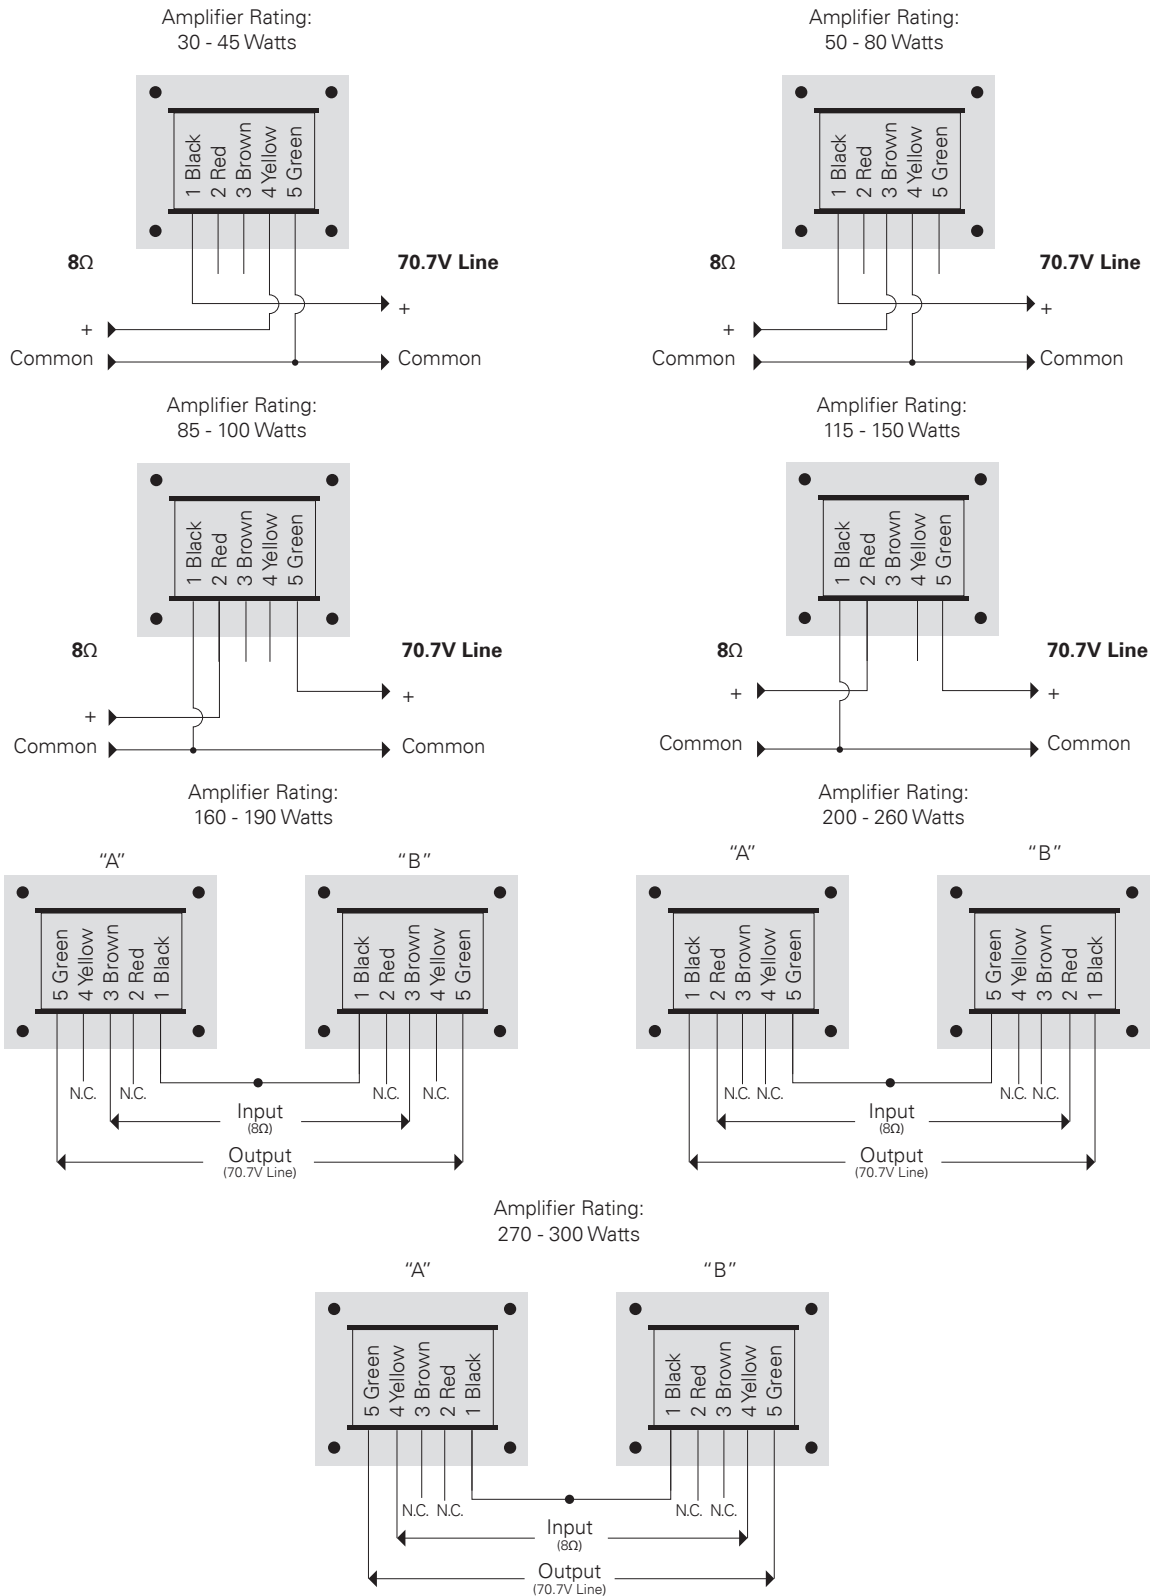 Amplifier Rating:
30 - 45 Watts
1 Black
2 Red
3 Brown
4 Yellow
5 Green
8Ω
70.7V Line
+
+
Common
Common
Amplifier Rating:
50 - 80 Watts
1 Black
2 Red
3 Brown
4 Yellow
5 Green
8Ω
70.7V Line
+
+
Common
Common
Amplifier Rating:
85 - 100 Watts
1 Black
2 Red
3 Brown
4 Yellow
5 Green
8Ω
70.7V Line
+
+
Common
Common
Amplifier Rating:
115 - 150 Watts
1 Black
2 Red
3 Brown
4 Yellow
5 Green
8Ω
70.7V Line
+
+
Common
Common
Amplifier Rating:
160 - 190 Watts
“A”
“B”
5 Green
4 Yellow
3 Brown
2 Red
1 Black
1 Black
2 Red
3 Brown
4 Yellow
5 Green
N.C.
N.C.
N.C.
N.C.
Input
(8Ω)
Output
(70.7V Line)
Amplifier Rating:
200 - 260 Watts
“A”
“B”
1 Black
2 Red
3 Brown
4 Yellow
5 Green
5 Green
4 Yellow
3 Brown
2 Red
1 Black
N.C.
N.C.
N.C.
N.C.
Input
(8Ω)
Output
(70.7V Line)
Amplifier Rating:
270 - 300 Watts
“A”
“B”
5 Green
4 Yellow
3 Brown
2 Red
1 Black
1 Black
2 Red
3 Brown
4 Yellow
5 Green
N.C.
N.C.
N.C.
N.C.
Input
(8Ω)
Output
(70.7V Line)